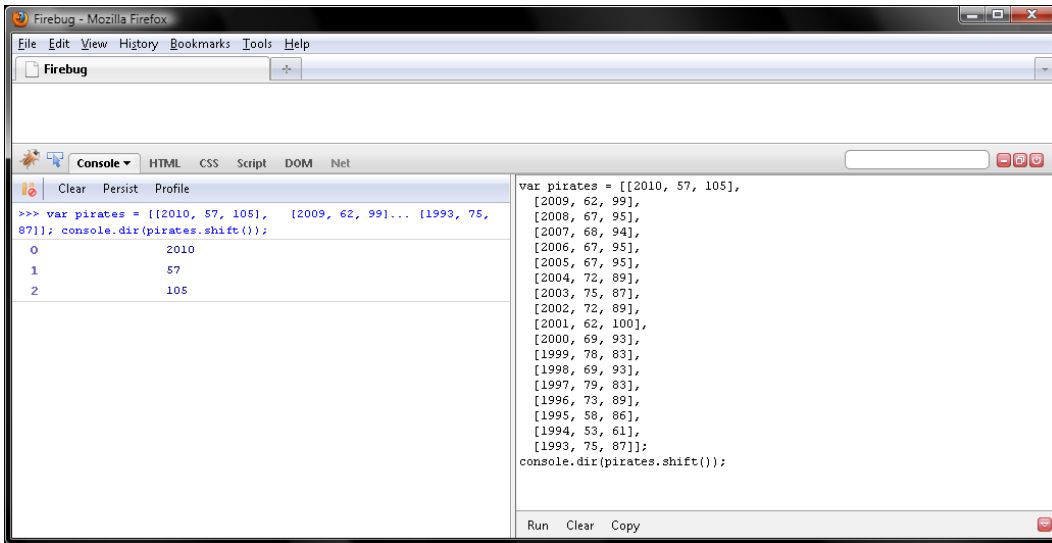 Firebug - Mozilla Firefox
File Edit View History Bookmarks Tools Help
Firebug
Console HTML CSS Script DOM Net
Clear Persist Profile
>>> var pirates = [[2010, 57, 105], [2009, 62, 99]... [1993, 75,
87]]; console.dir(pirates.shift());
0 2010
1 57
2 105
var pirates = [[2010, 57, 105],
[2009, 62, 99],
[2008, 67, 95],
[2007, 68, 94],
[2006, 67, 95],
[2005, 67, 95],
[2004, 72, 89],
[2003, 75, 87],
[2002, 72, 89],
[2001, 62, 100],
[2000, 69, 93],
[1999, 78, 83],
[1998, 69, 93],
[1997, 79, 83],
[1996, 73, 89],
[1995, 58, 86],
[1994, 53, 61],
[1993, 75, 87]];
console.dir(pirates.shift());
Run Clear Copy